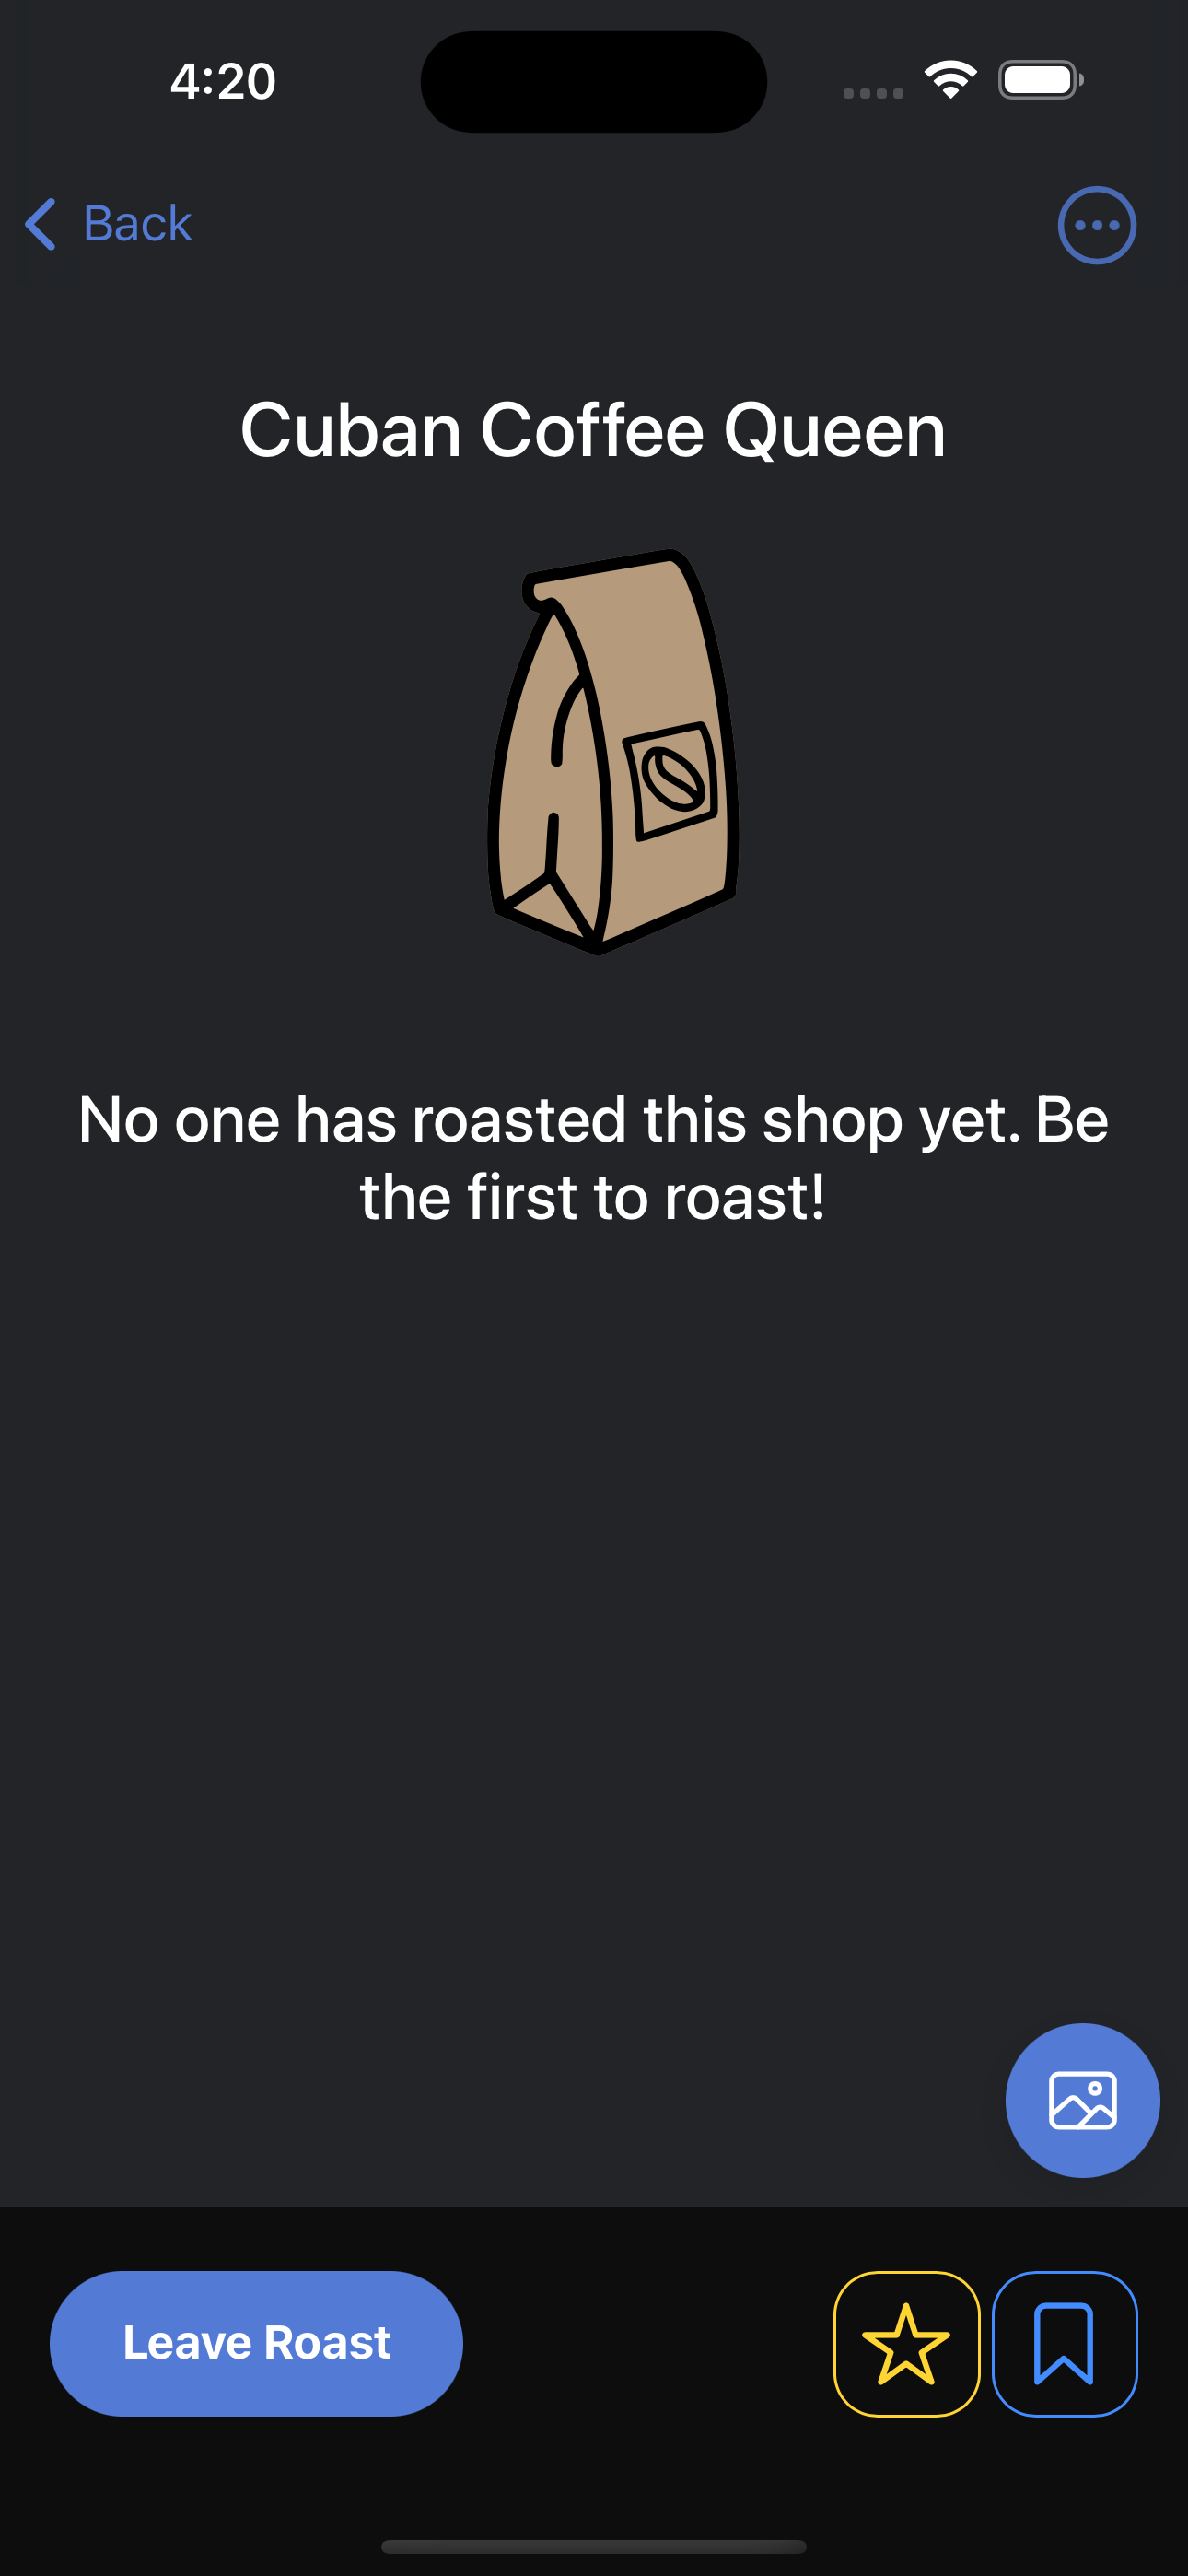 4:20
Back
Cuban Coffee Queen
No one has roasted this shop yet. Be
the first to roast!
Leave Roast